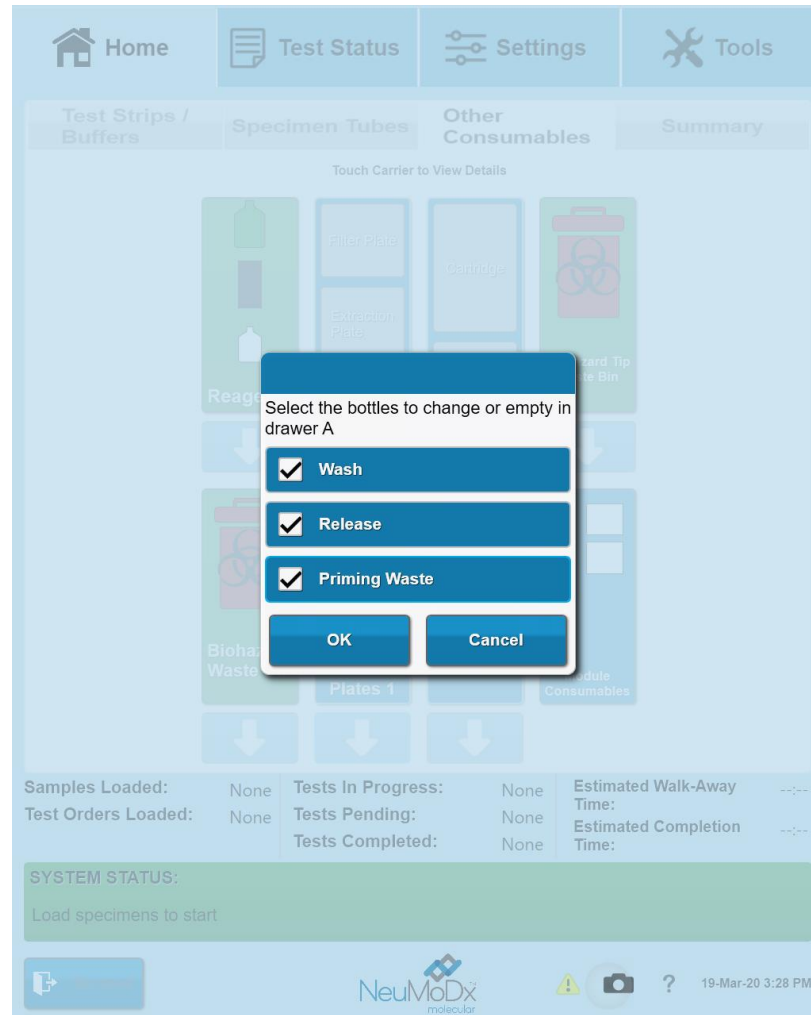 Home
Test Status
Settings
Tools
Test Strips /
Buffers
Specimen Tubes
Other
Consumables
Summary
Touch Carrier to View Details
Filter Plate
Cartridge
Extraction
Plate
Tip
Bin
Select the bottles to change or empty in
drawer A
Wash
Release
Priming Waste
OK
Cancel
Waste
Plates 1
Consumables
Samples Loaded: None
Test Orders Loaded: None
Tests In Progress: None
Tests Pending: None
Tests Completed: None
Estimated Walk-Away
Time: --:--
Estimated Completion
Time: --:--
SYSTEM STATUS:
Load specimens to start
NeuMoDx
molecular
?
19-Mar-20 3:28 PM